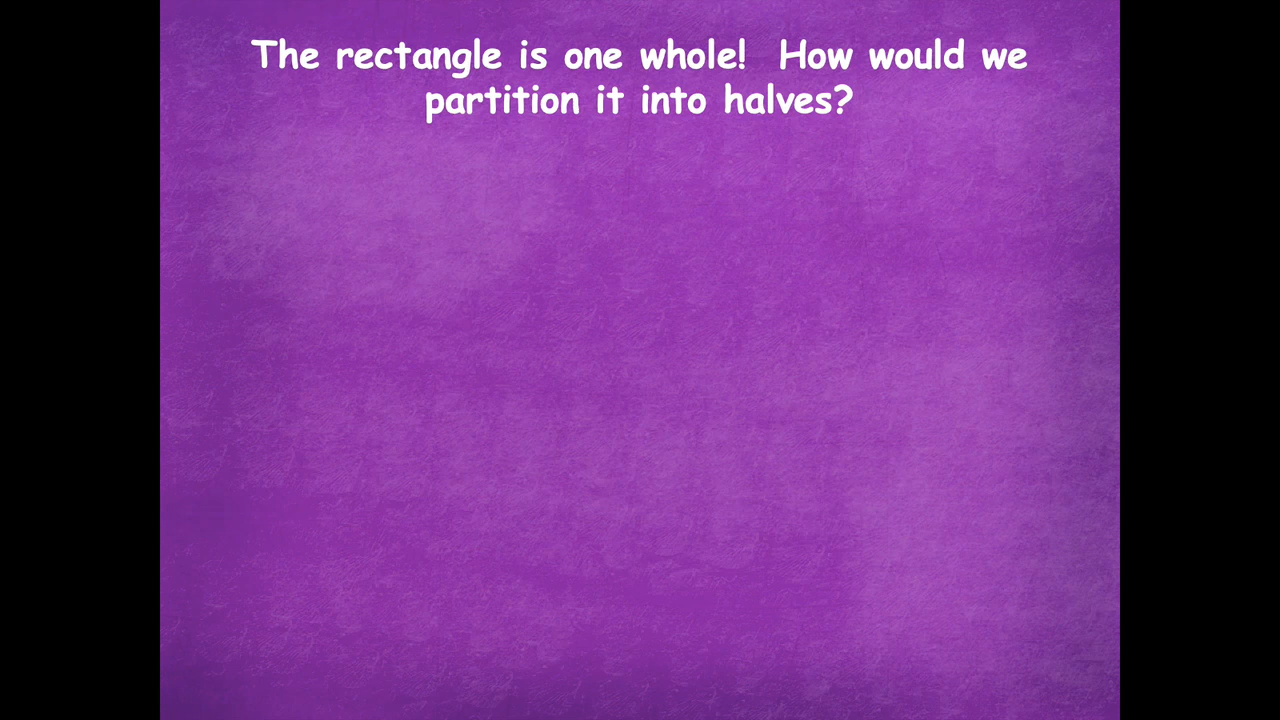 The rectangle is one whole!  How would we
partition it into halves?